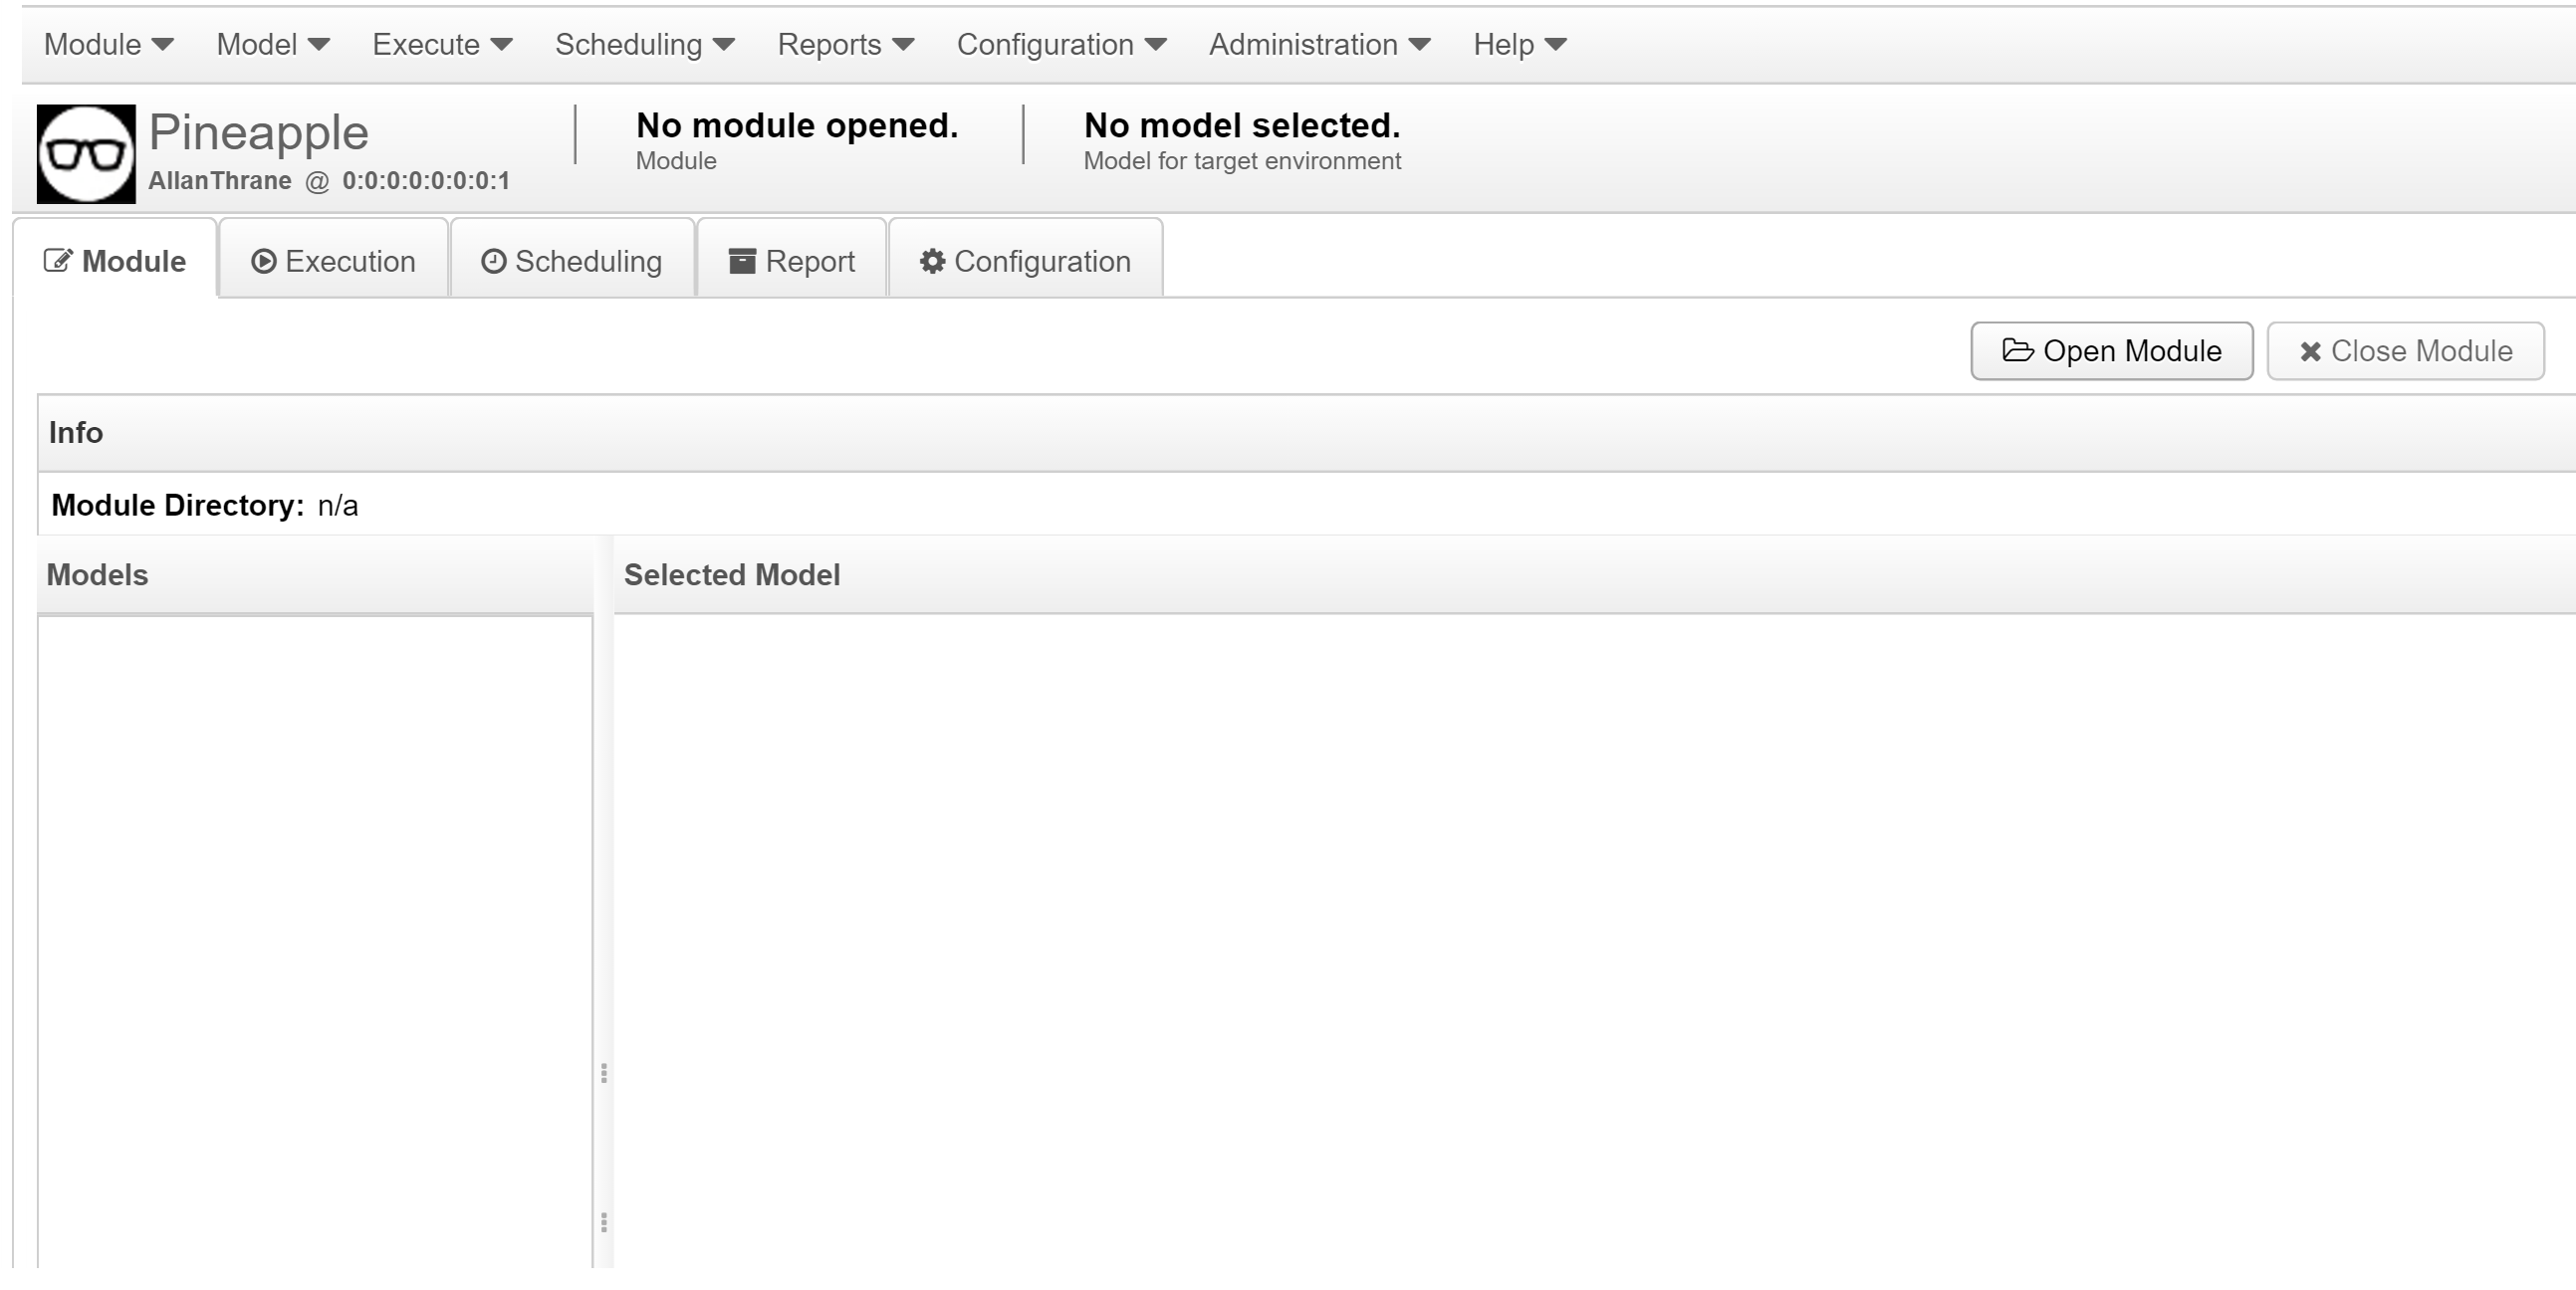 Module Model Execute Scheduling Reports Configuration Administration Help
Pineapple
AllanThrane @ 0:0:0:0:0:0:0:1
No module opened.
Module
No model selected.
Model for target environment
Module Execution Scheduling Report Configuration
Open Module Close Module
Info
Module Directory: n/a
Models
Selected Model